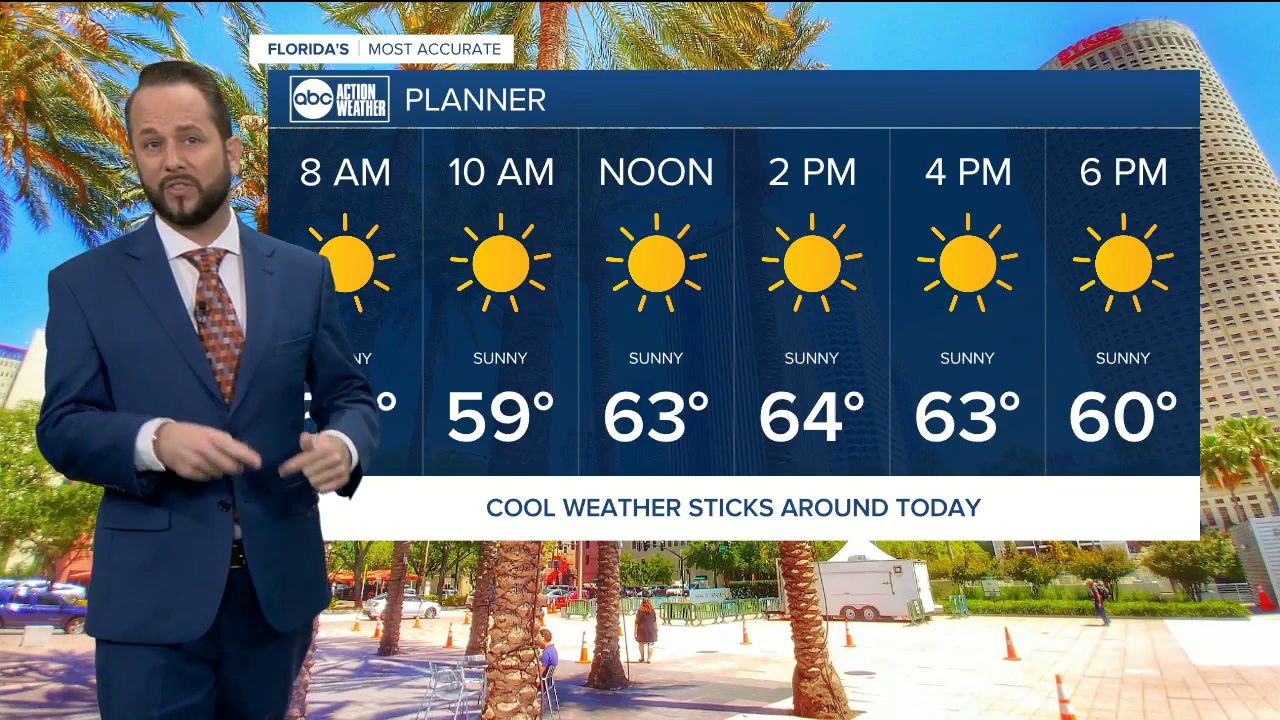 FLORIDA'S | MOST ACCURATE
SYKES
abc ACTION WEATHER PLANNER
8 AM 10 AM NOON 2 PM 4 PM 6 PM
SUNNY SUNNY SUNNY SUNNY SUNNY
59° 63° 64° 63° 60°
COOL WEATHER STICKS AROUND TODAY